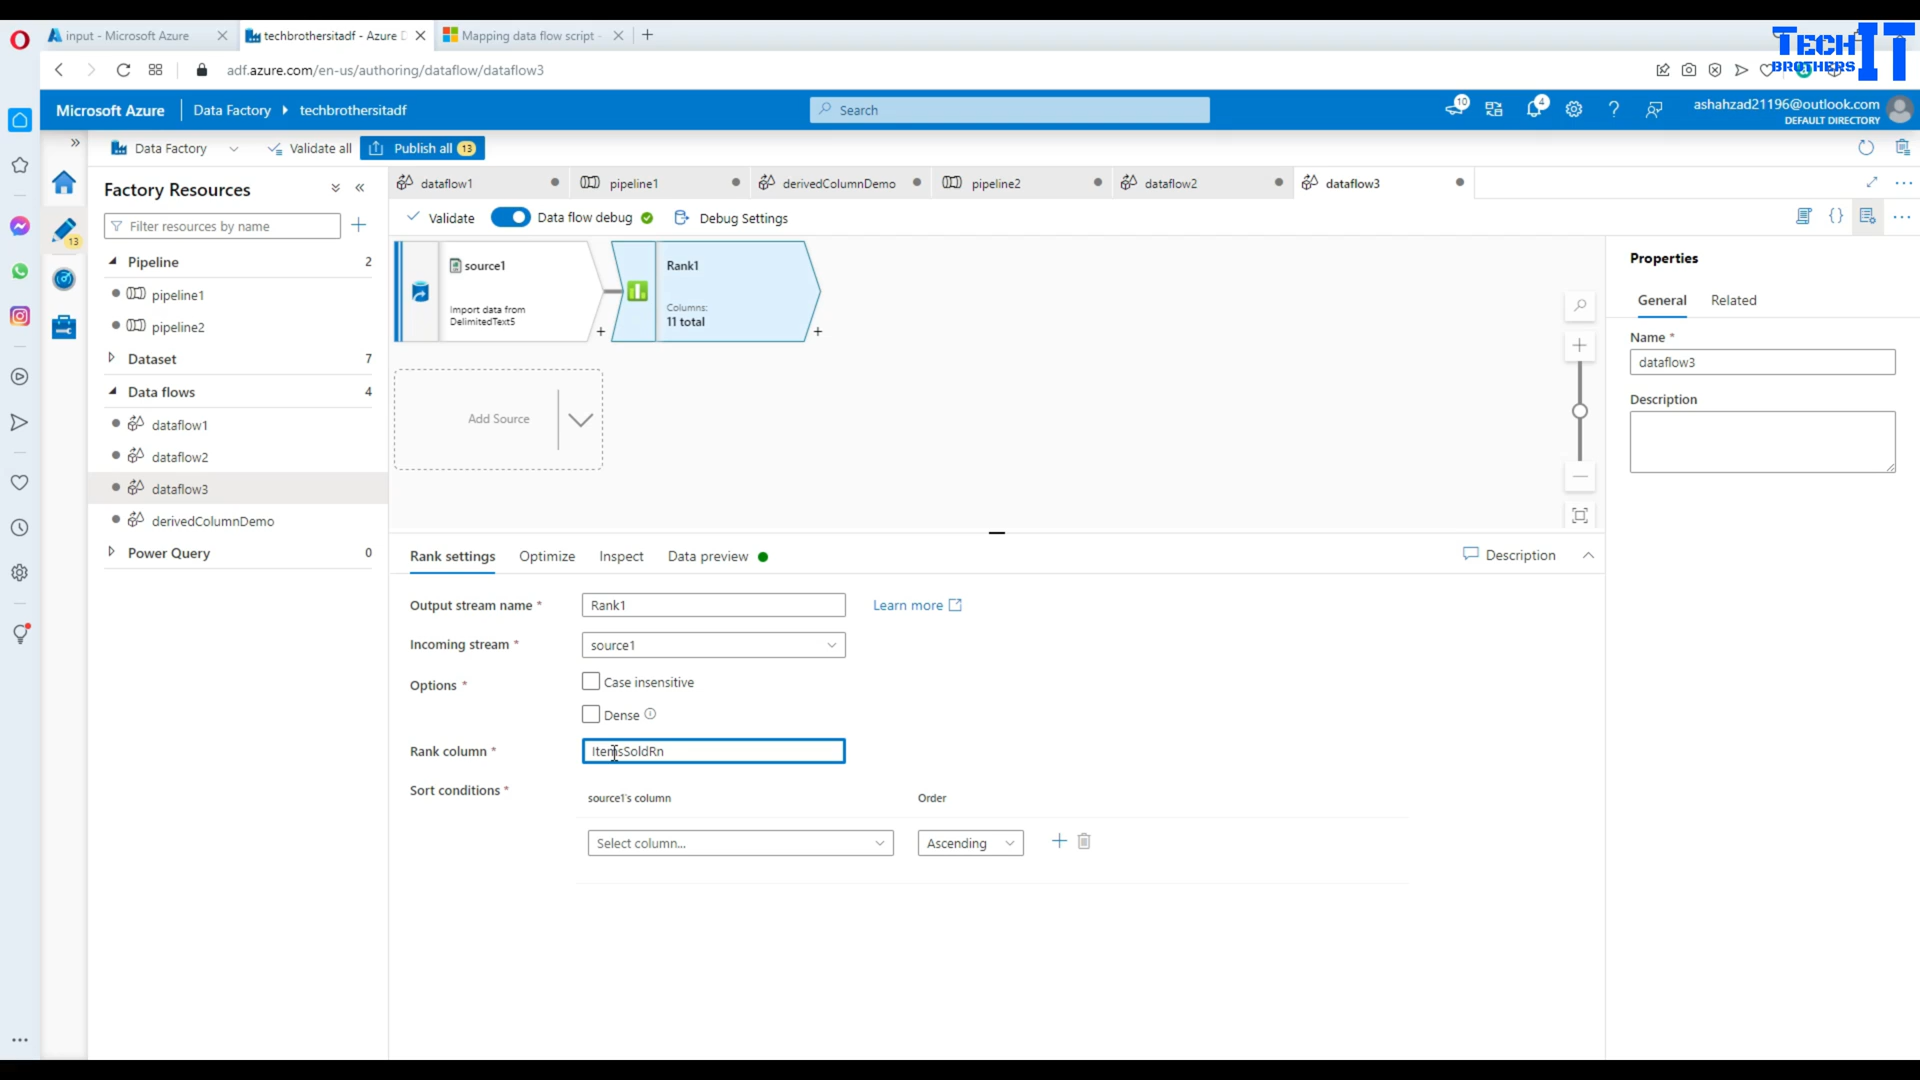 input - Microsoft Azure
techbrothersitadf - Azure D
Mapping data flow script -
TECH IT
BROTHERS
adf.azure.com/en-us/authoring/dataflow/dataflow3
Microsoft Azure
Data Factory
techbrothersitadf
Search
10
4
ashahzad21196@outlook.com
DEFAULT DIRECTORY
Data Factory
Validate all
Publish all 13
Factory Resources
dataflow1
pipeline1
derivedColumnDemo
pipeline2
dataflow2
dataflow3
Filter resources by name
Validate
Data flow debug
Debug Settings
13
Pipeline 2
pipeline1
pipeline2
Dataset 7
Data flows 4
dataflow1
dataflow2
dataflow3
derivedColumnDemo
Power Query 0
source1
Import data from
DelimitedText5
Rank1
Columns:
11 total
Add Source
Properties
General
Related
Name *
dataflow3
Description
Rank settings
Optimize
Inspect
Data preview
Description
Output stream name *
Rank1
Learn more
Incoming stream *
source1
Options *
Case insensitive
Dense
Rank column *
ItemsSoldRn
Sort conditions *
source1's column
Order
Select column...
Ascending